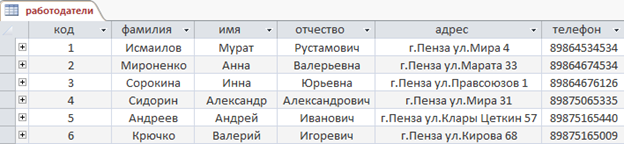 работодатели
код фамилия имя отчество адрес телефон
1 Исмаилов Мурат Рустамович г.Пенза ул.Мира 4 89864534534
2 Мироненко Анна Валерьевна г.Пенза ул.Марата 33 89864674534
3 Сорокина Инна Юрьевна г.Пенза ул.Правсоюзов 1 89864676126
4 Сидорин Александр Александрович г.Пенза ул.Мира 31 89875065335
5 Андреев Андрей Иванович г.Пенза ул.Клары Цеткин 57 89875165440
6 Крючко Валерий Игоревич г.Пенза ул.Кирова 68 89875165009